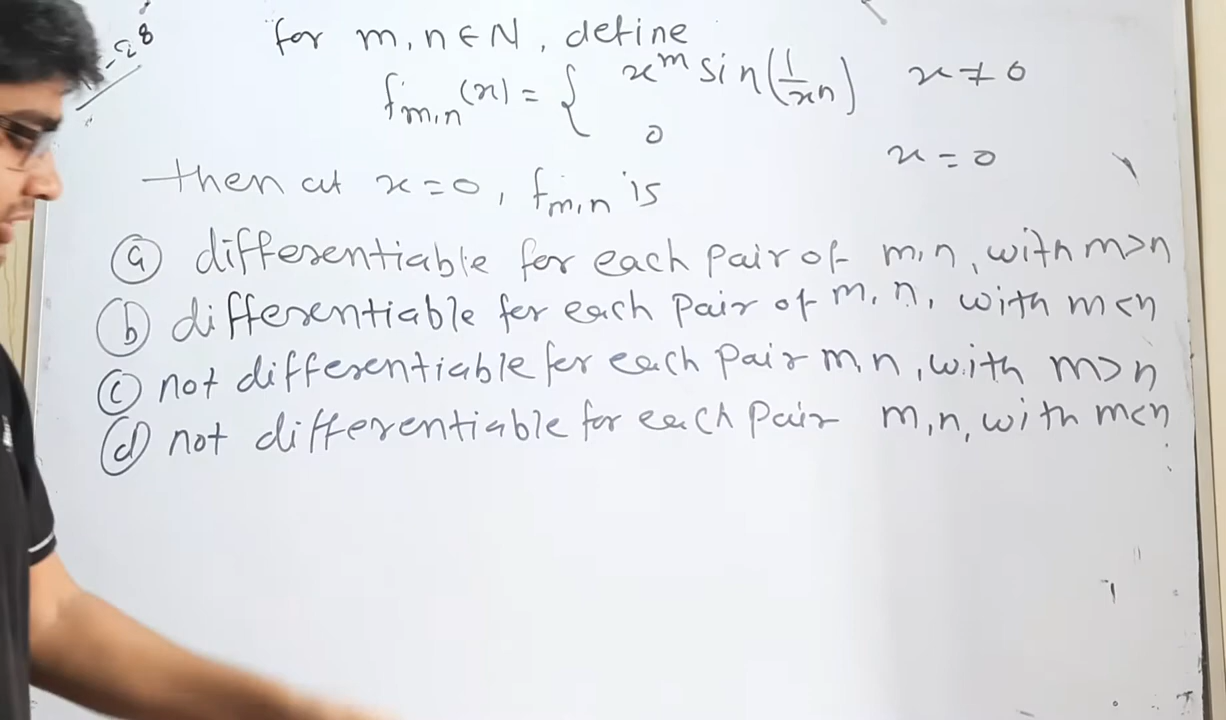 -28
for m,n∈N, define
f_{m,n}(x) = { x^m sin(1/x^n) x ≠ 0
0 x = 0
then at x=0, f_{m,n} is
(a) differentiable for each pair of m,n, with m>n
(b) differentiable for each pair of m,n, with m<n
(c) not differentiable for each pair m,n, with m>n
(d) not differentiable for each pair m,n, with m<n